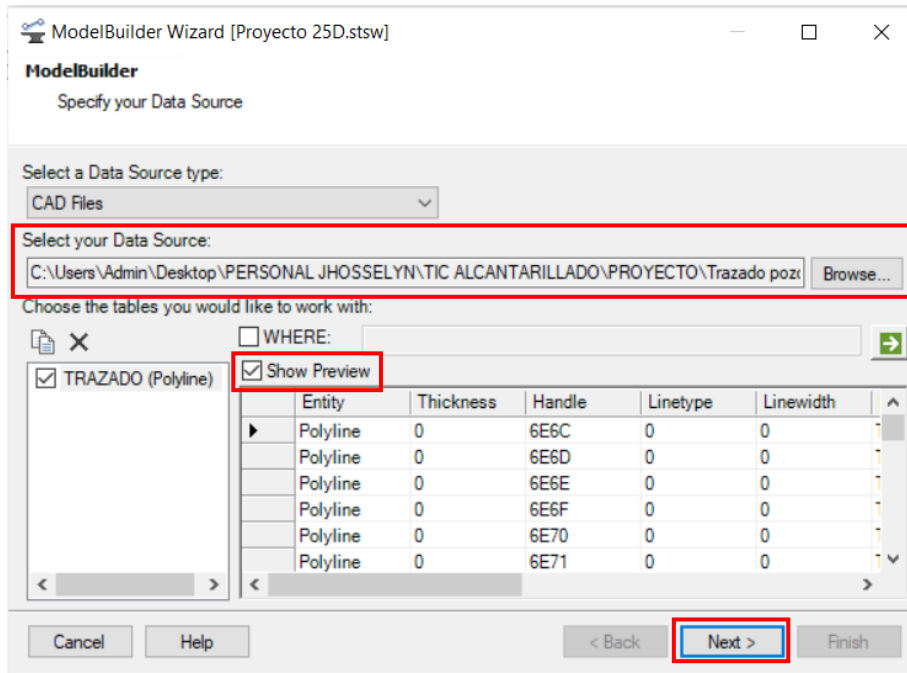 ModelBuilder Wizard [Proyecto 25D.stsw]
ModelBuilder
Specify your Data Source
Select a Data Source type:
CAD Files
Select your Data Source:
C:\Users\Admin\Desktop\PERSONAL JHOSSELYN\TIC ALCANTARILLADO\PROYECTO\Trazado pozo Browse...
Choose the tables you would like to work with:
WHERE:
TRAZADO (Polyline)
Show Preview
Entity Thickness Handle Linetype Linewidth
Polyline 0 6E6C 0 0
Polyline 0 6E6D 0 0
Polyline 0 6E6E 0 0
Polyline 0 6E6F 0 0
Polyline 0 6E70 0 0
Polyline 0 6E71 0 0
Cancel Help < Back Next > Finish